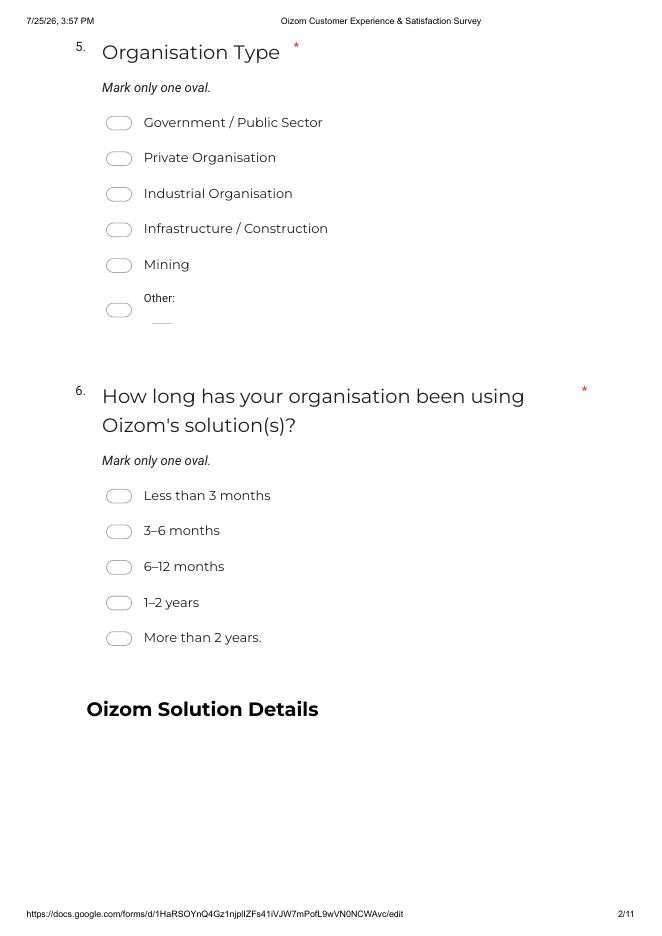 7/25/26, 3:57 PM Oizom Customer Experience & Satisfaction Survey
5. Organisation Type *
Mark only one oval.
Government / Public Sector
Private Organisation
Industrial Organisation
Infrastructure / Construction
Mining
Other:
6. How long has your organisation been using *
Oizom's solution(s)?
Mark only one oval.
Less than 3 months
3–6 months
6–12 months
1–2 years
More than 2 years.
Oizom Solution Details
https://docs.google.com/forms/d/1HaRSOYnQ4Gz1njplIZFs41iVJW7mPofL9wVN0NCWAvc/edit 2/11